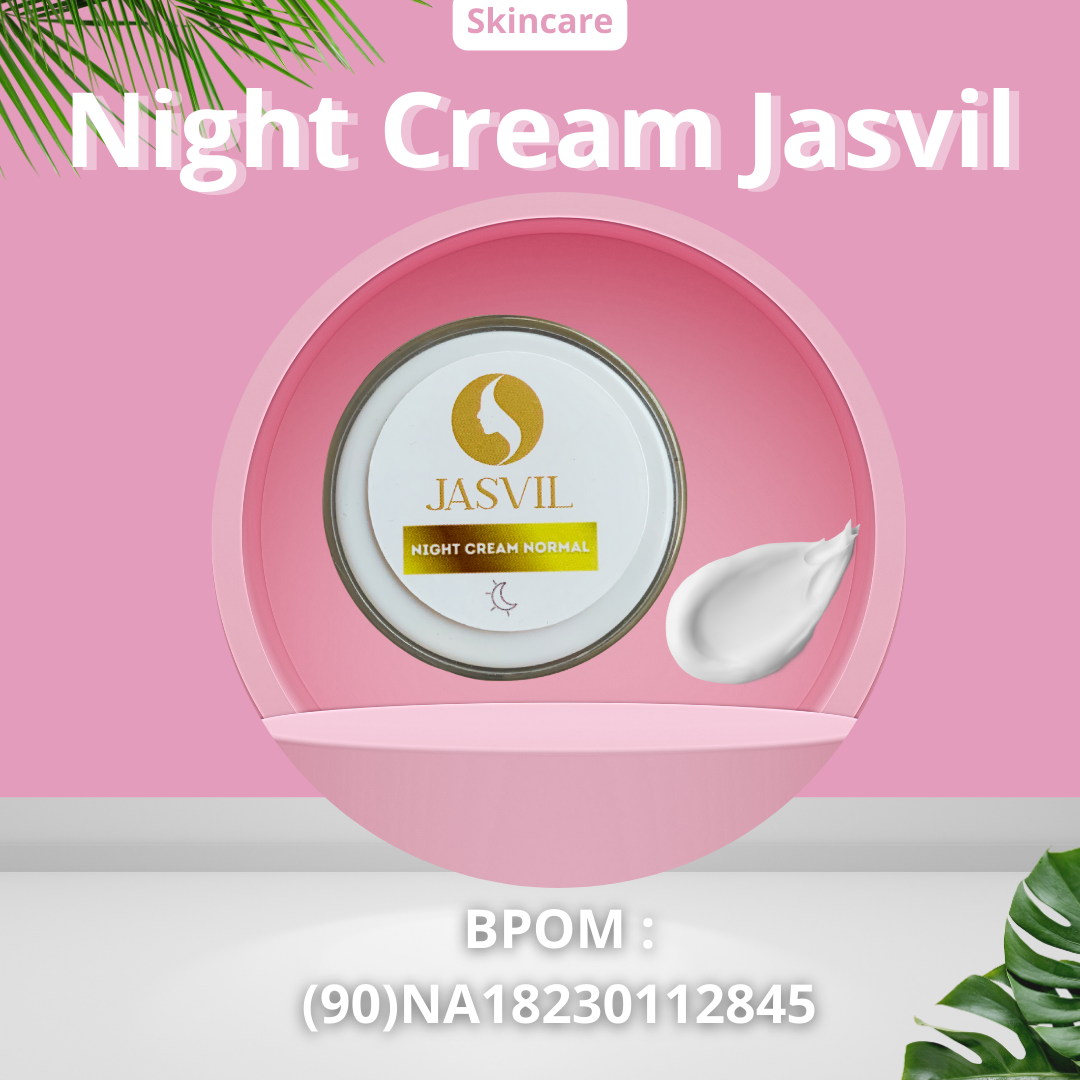 Skincare
Night Cream Jasvil
JASVIL
NIGHT CREAM NORMAL
BPOM :
(90)NA18230112845